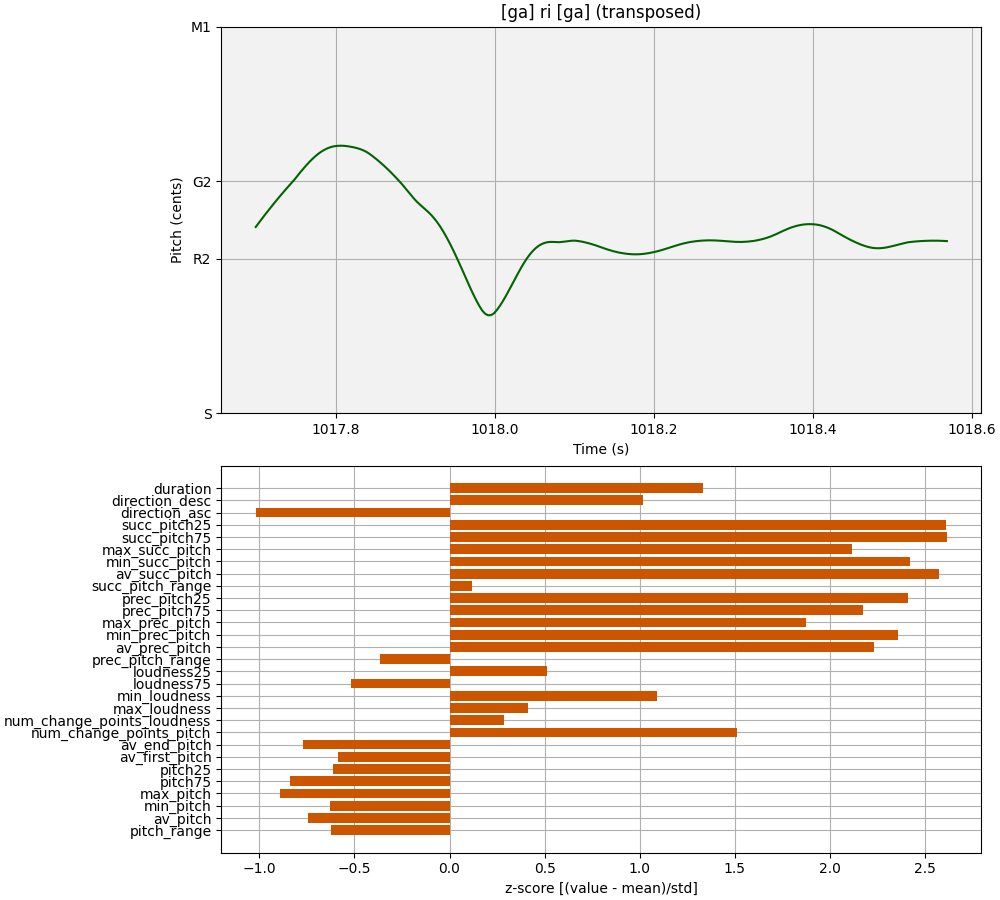 [ga] ri [ga] (transposed)
M1
G2
R2
S
Pitch (cents)
1017.8 1018.0 1018.2 1018.4 1018.6
Time (s)
duration
direction_desc
direction_asc
succ_pitch25
succ_pitch75
max_succ_pitch
min_succ_pitch
av_succ_pitch
succ_pitch_range
prec_pitch25
prec_pitch75
max_prec_pitch
min_prec_pitch
av_prec_pitch
prec_pitch_range
loudness25
loudness75
min_loudness
max_loudness
num_change_points_loudness
num_change_points_pitch
av_end_pitch
av_first_pitch
pitch25
pitch75
max_pitch
min_pitch
av_pitch
pitch_range
−1.0 −0.5 0.0 0.5 1.0 1.5 2.0 2.5
z-score [(value - mean)/std]